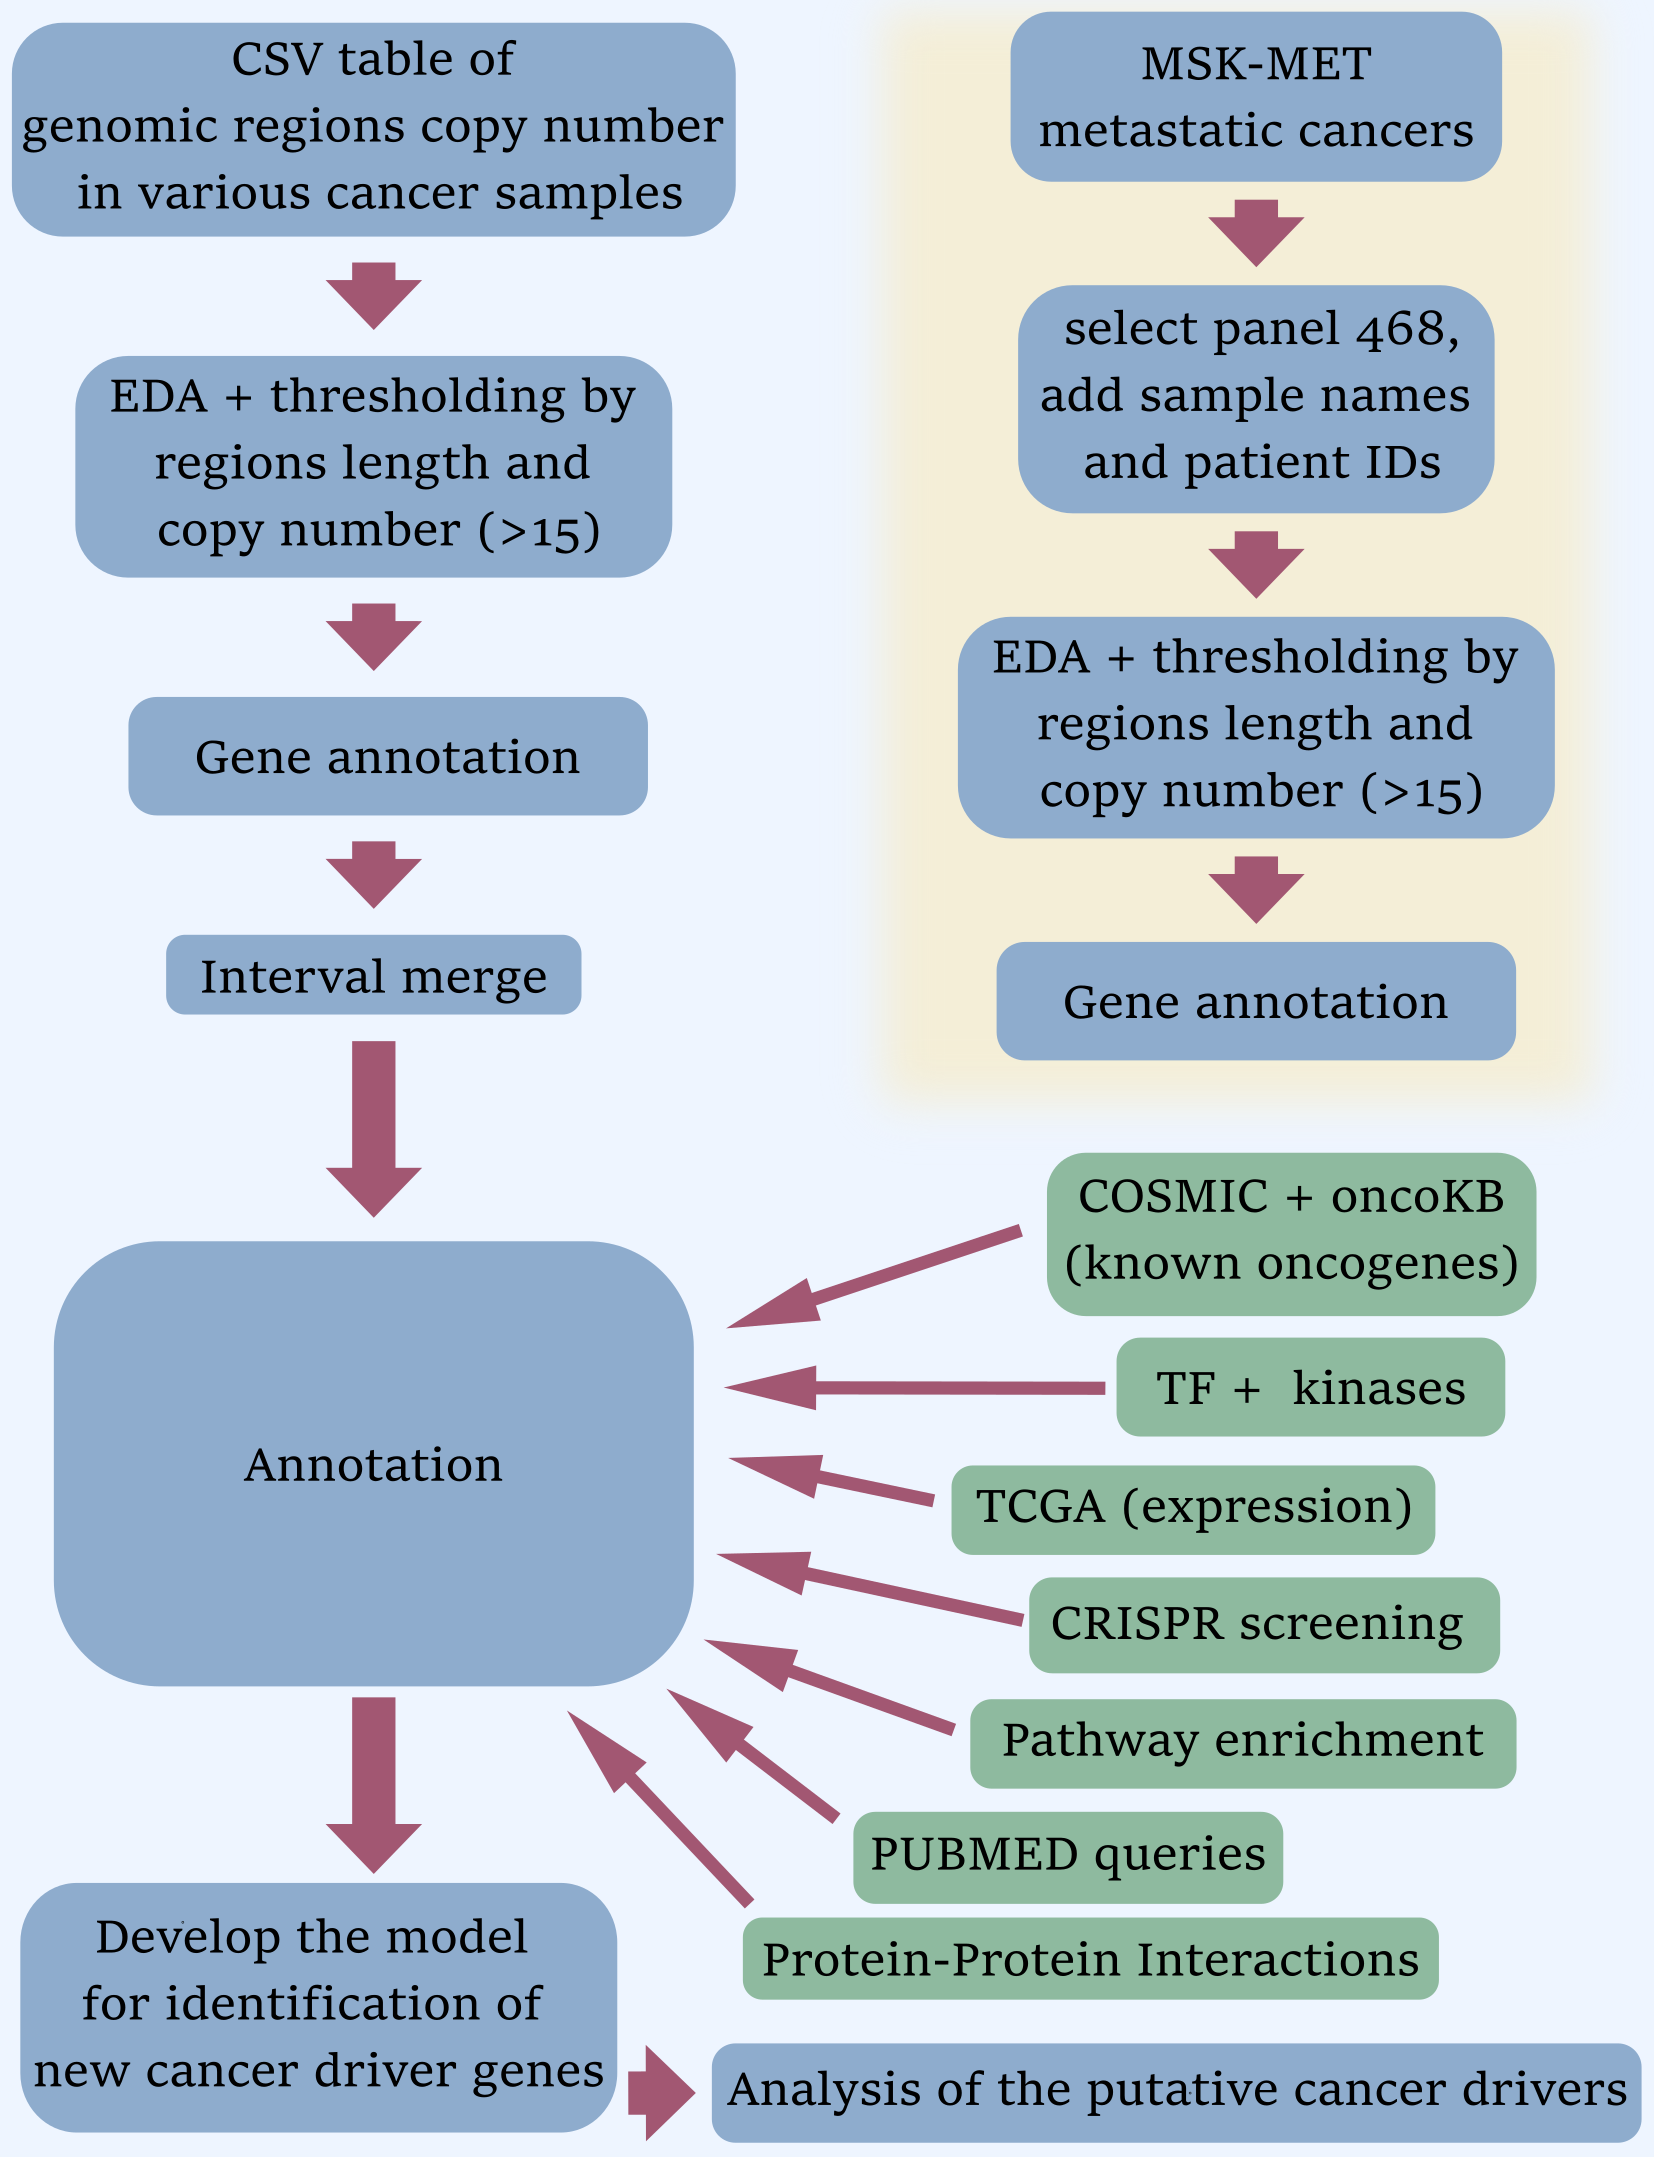 CSV table of
genomic regions copy number
in various cancer samples
EDA + thresholding by
regions length and
copy number (>15)
Gene annotation
Interval merge
Annotation
Develop the model
for identification of
new cancer driver genes
MSK-MET
metastatic cancers
select panel 468,
add sample names
and patient IDs
EDA + thresholding by
regions length and
copy number (>15)
Gene annotation
COSMIC + oncoKB
(known oncogenes)
TF + kinases
TCGA (expression)
CRISPR screening
Pathway enrichment
PUBMED queries
Protein-Protein Interactions
Analysis of the putative cancer drivers